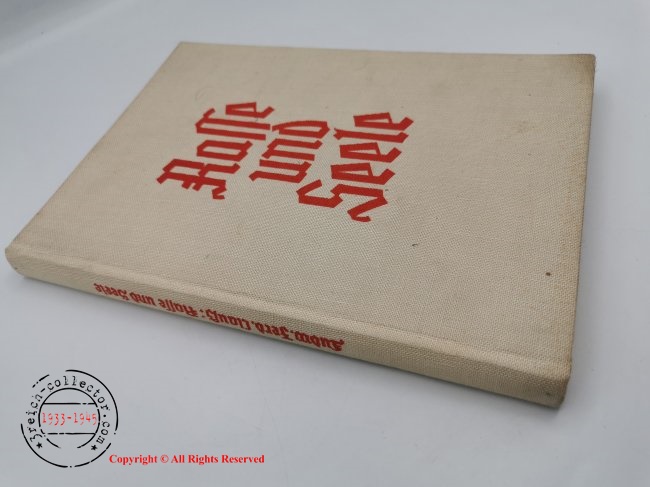 Rasse
und
Seele
Ludw. Ferd. Clauß: Rasse und Seele
3reich-collector.com
1933-1945
Copyright © All Rights Reserved